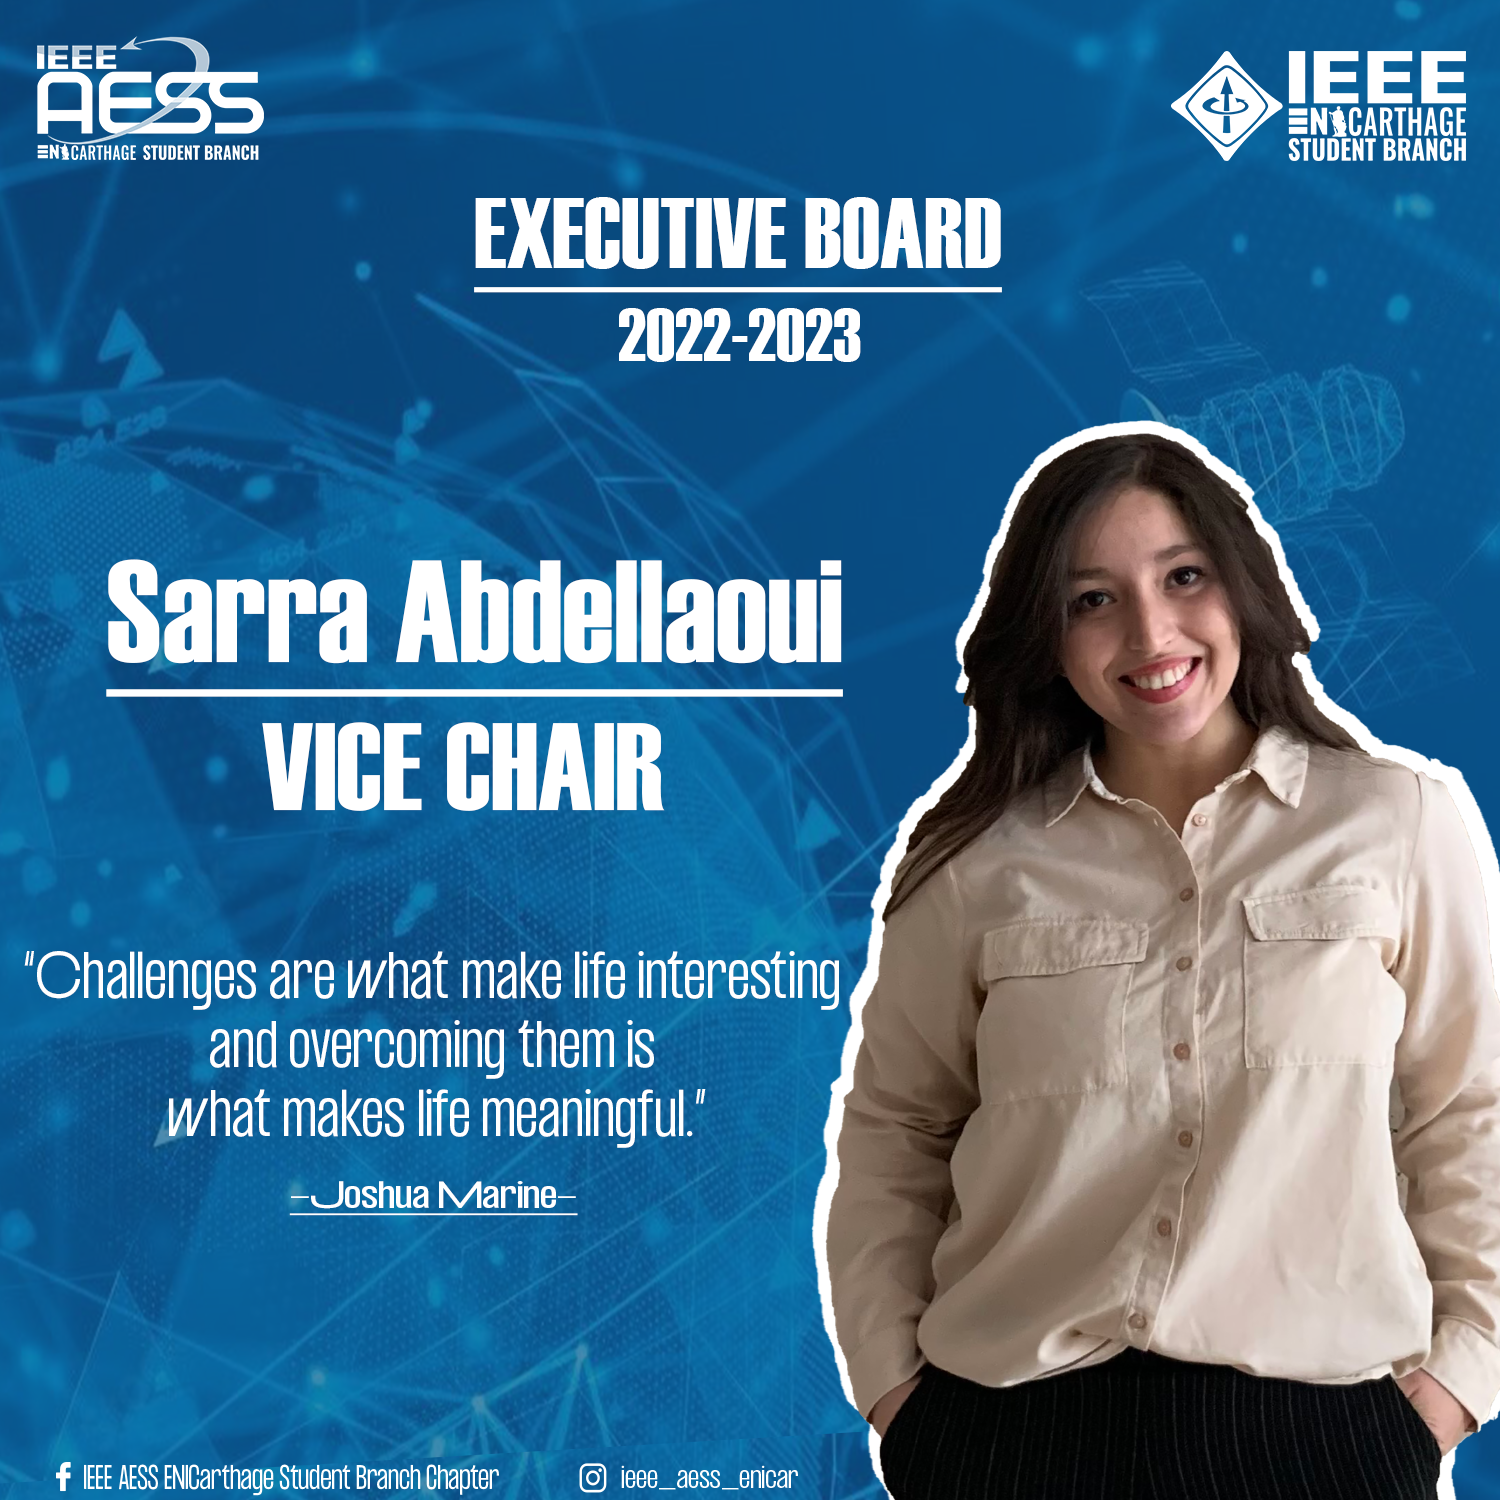 IEEE
AESS
ENICARTHAGE STUDENT BRANCH
IEEE
ENICARTHAGE
STUDENT BRANCH
EXECUTIVE BOARD
2022-2023
Sarra Abdellaoui
VICE CHAIR
"Challenges are what make life interesting
and overcoming them is
what makes life meaningful."
-Joshua Marine-
IEEE AESS ENICarthage Student Branch Chapter
ieee_aess_enicar